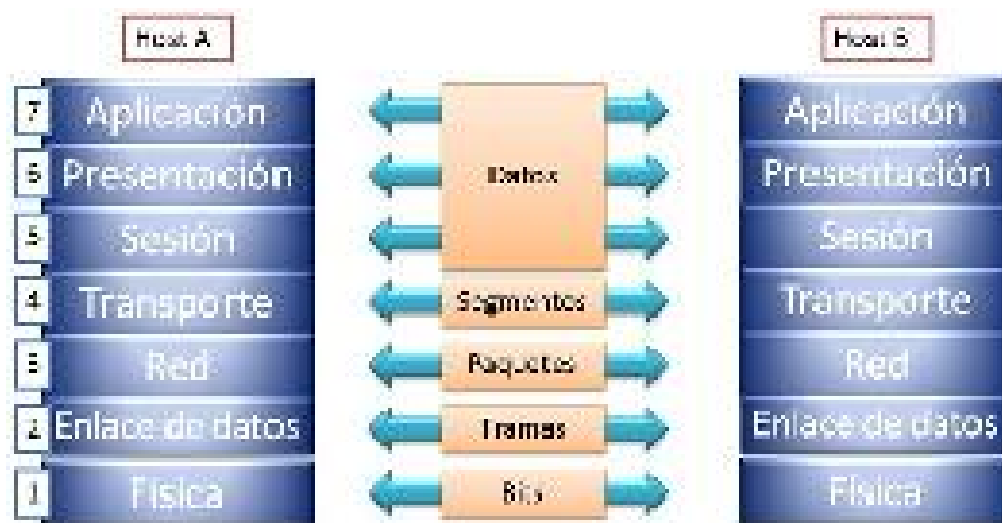 Host A
Host B
7 Aplicación
Aplicación
6 Presentación
Datos
Presentación
5 Sesión
Sesión
4 Transporte
Segmentos
Transporte
3 Red
Paquetes
Red
2 Enlace de datos
Tramas
Enlace de datos
1 Física
Bits
Física